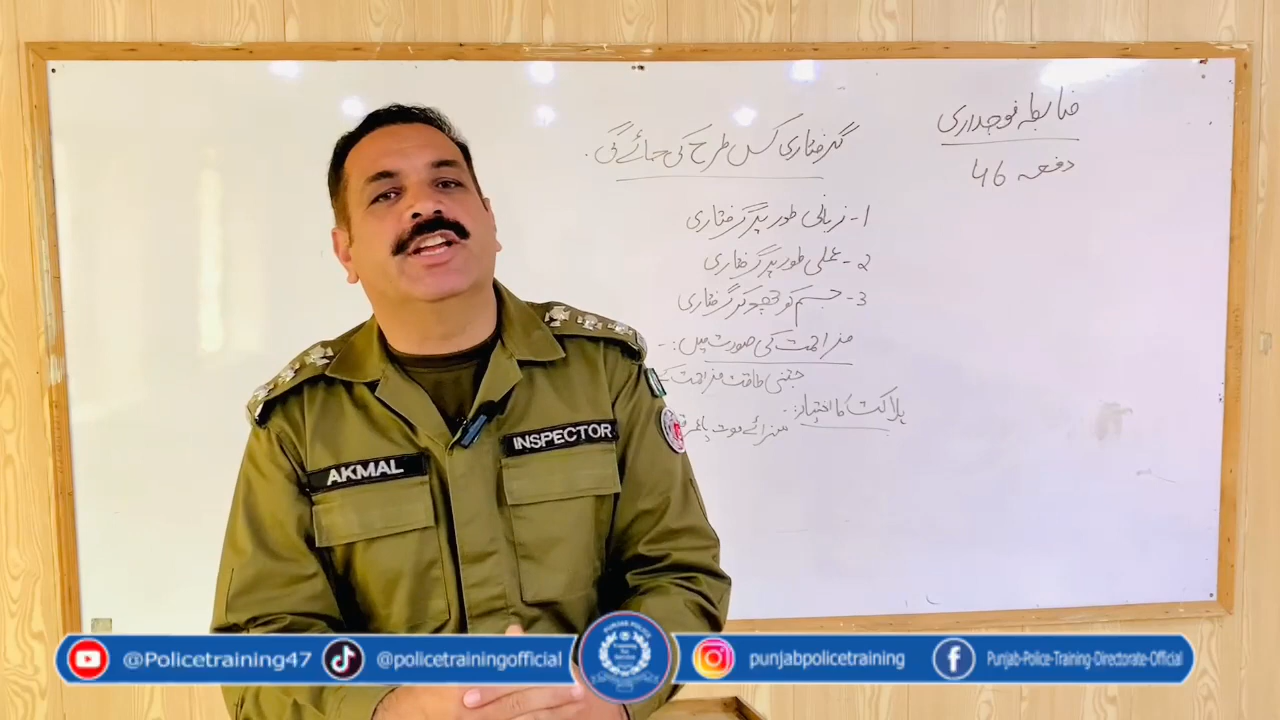 ضابطہ فوجداری
دفعہ 46
گرفتاری کس طرح کی جائے گی.
1- زبانی طور پر گرفتاری
2- عملی طور پر گرفتاری
3- جسم کو چھو کر گرفتاری
مزاحمت کی صورت میں:-
جتنی طاقت مزاحمت
ہلاکت کا اختیار:-
سزائے موت یا عمر
AKMAL
INSPECTOR
PUNJAB POLICE
@Policetraining47
@policetrainingofficial
punjabpolicetraining
Punjab-Police-Training-Directorate-Official